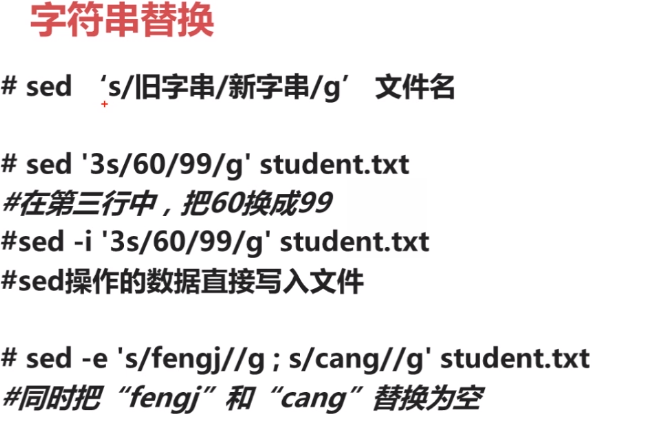 字符串替换
# sed ‘s/旧字串/新字串/g’ 文件名
# sed '3s/60/99/g' student.txt
#在第三行中，把60换成99
#sed -i '3s/60/99/g' student.txt
#sed操作的数据直接写入文件
# sed -e 's/fengj//g ; s/cang//g' student.txt
#同时把“fengj”和“cang”替换为空